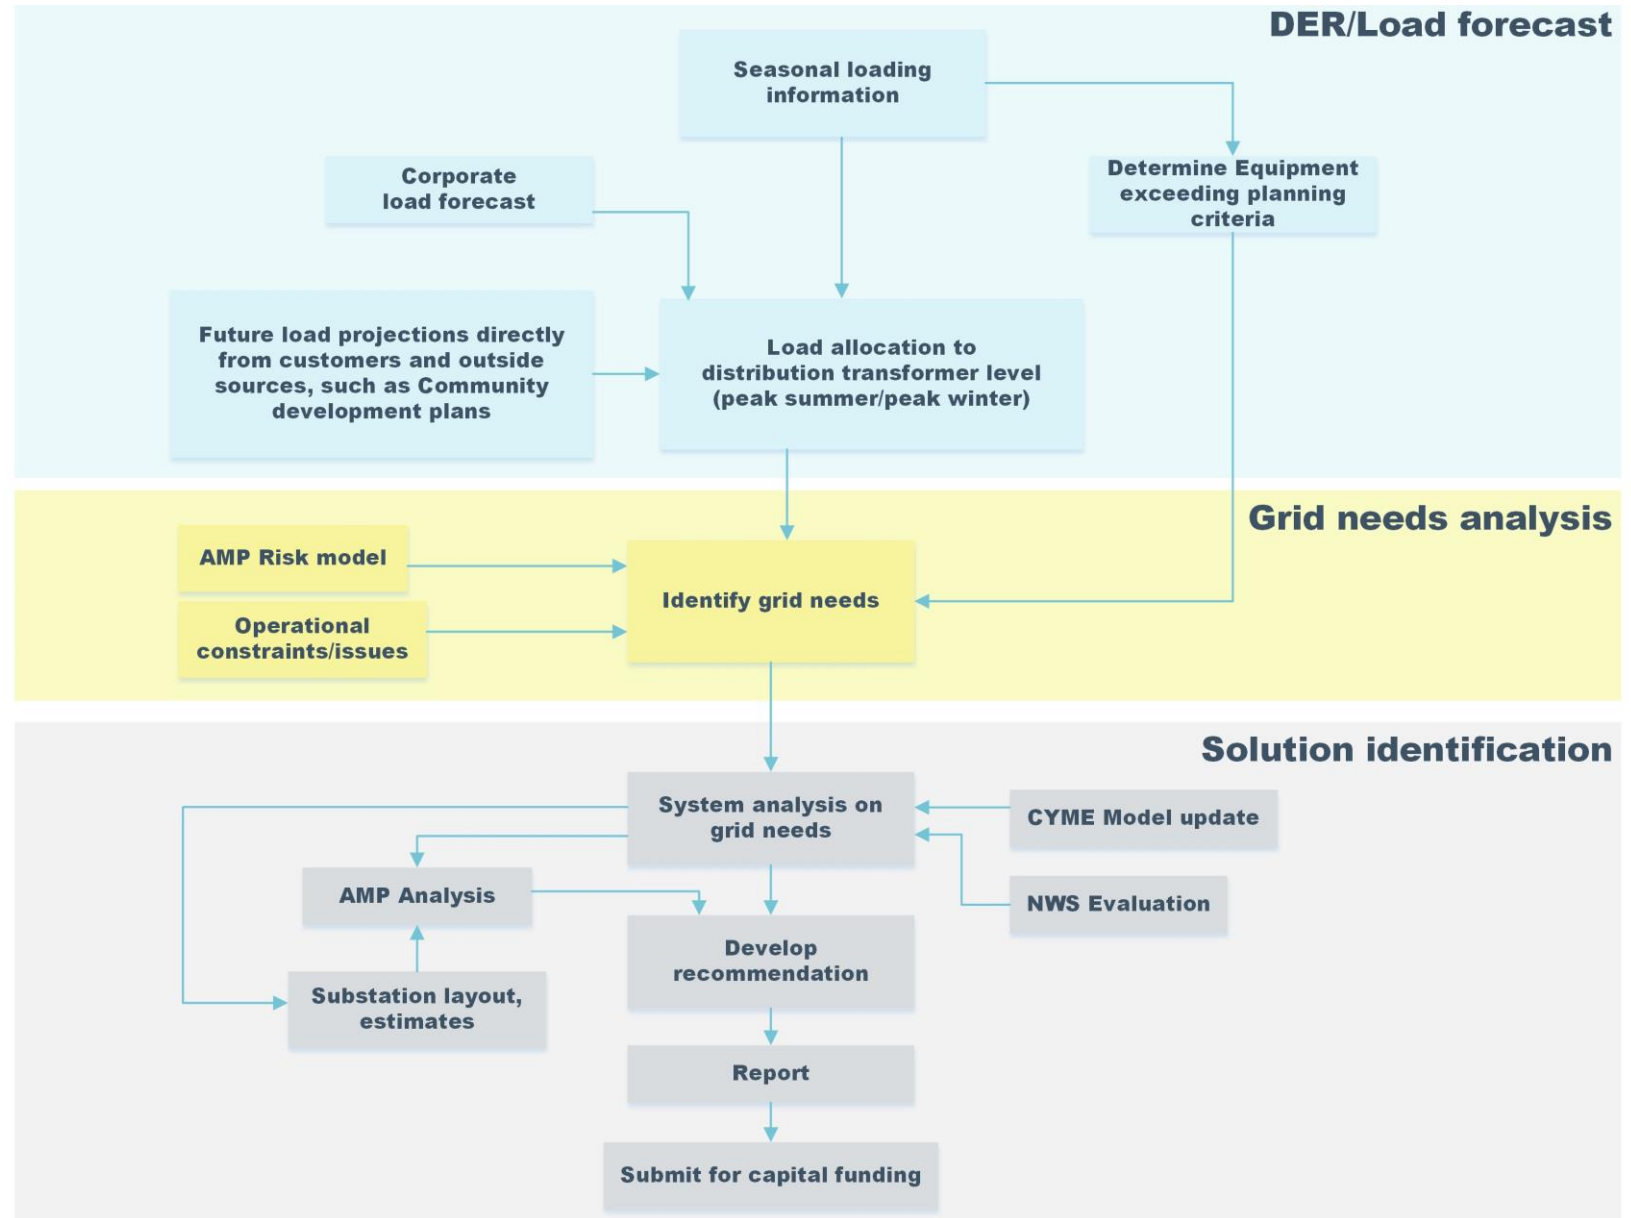 DER/Load forecast
Seasonal loading
information
Corporate
load forecast
Determine Equipment
exceeding planning
criteria
Future load projections directly
from customers and outside
sources, such as Community
development plans
Load allocation to
distribution transformer level
(peak summer/peak winter)
Grid needs analysis
AMP Risk model
Identify grid needs
Operational
constraints/issues
Solution identification
System analysis on
grid needs
CYME Model update
AMP Analysis
NWS Evaluation
Develop
recommendation
Substation layout,
estimates
Report
Submit for capital funding